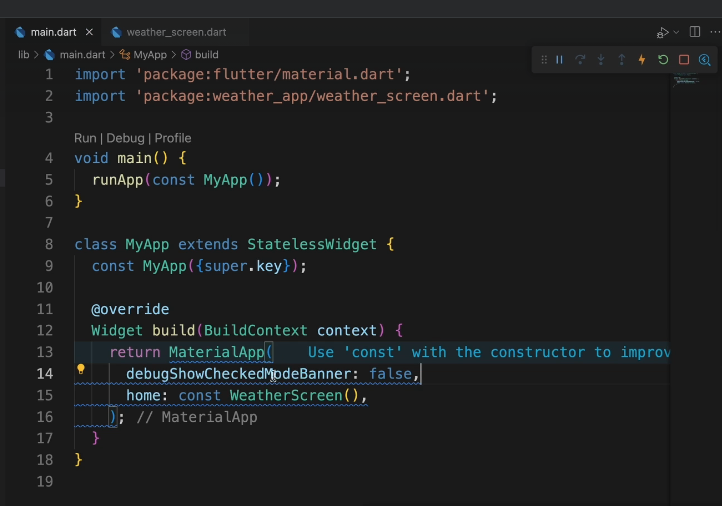 main.dart
weather_screen.dart
lib > main.dart > MyApp > build
1 import 'package:flutter/material.dart';
2 import 'package:weather_app/weather_screen.dart';
3
Run | Debug | Profile
4 void main() {
5 runApp(const MyApp());
6 }
7
8 class MyApp extends StatelessWidget {
9 const MyApp({super.key});
10
11 @override
12 Widget build(BuildContext context) {
13 return MaterialApp( Use 'const' with the constructor to improv
14 debugShowCheckedModeBanner: false,
15 home: const WeatherScreen(),
16 ); // MaterialApp
17 }
18 }
19